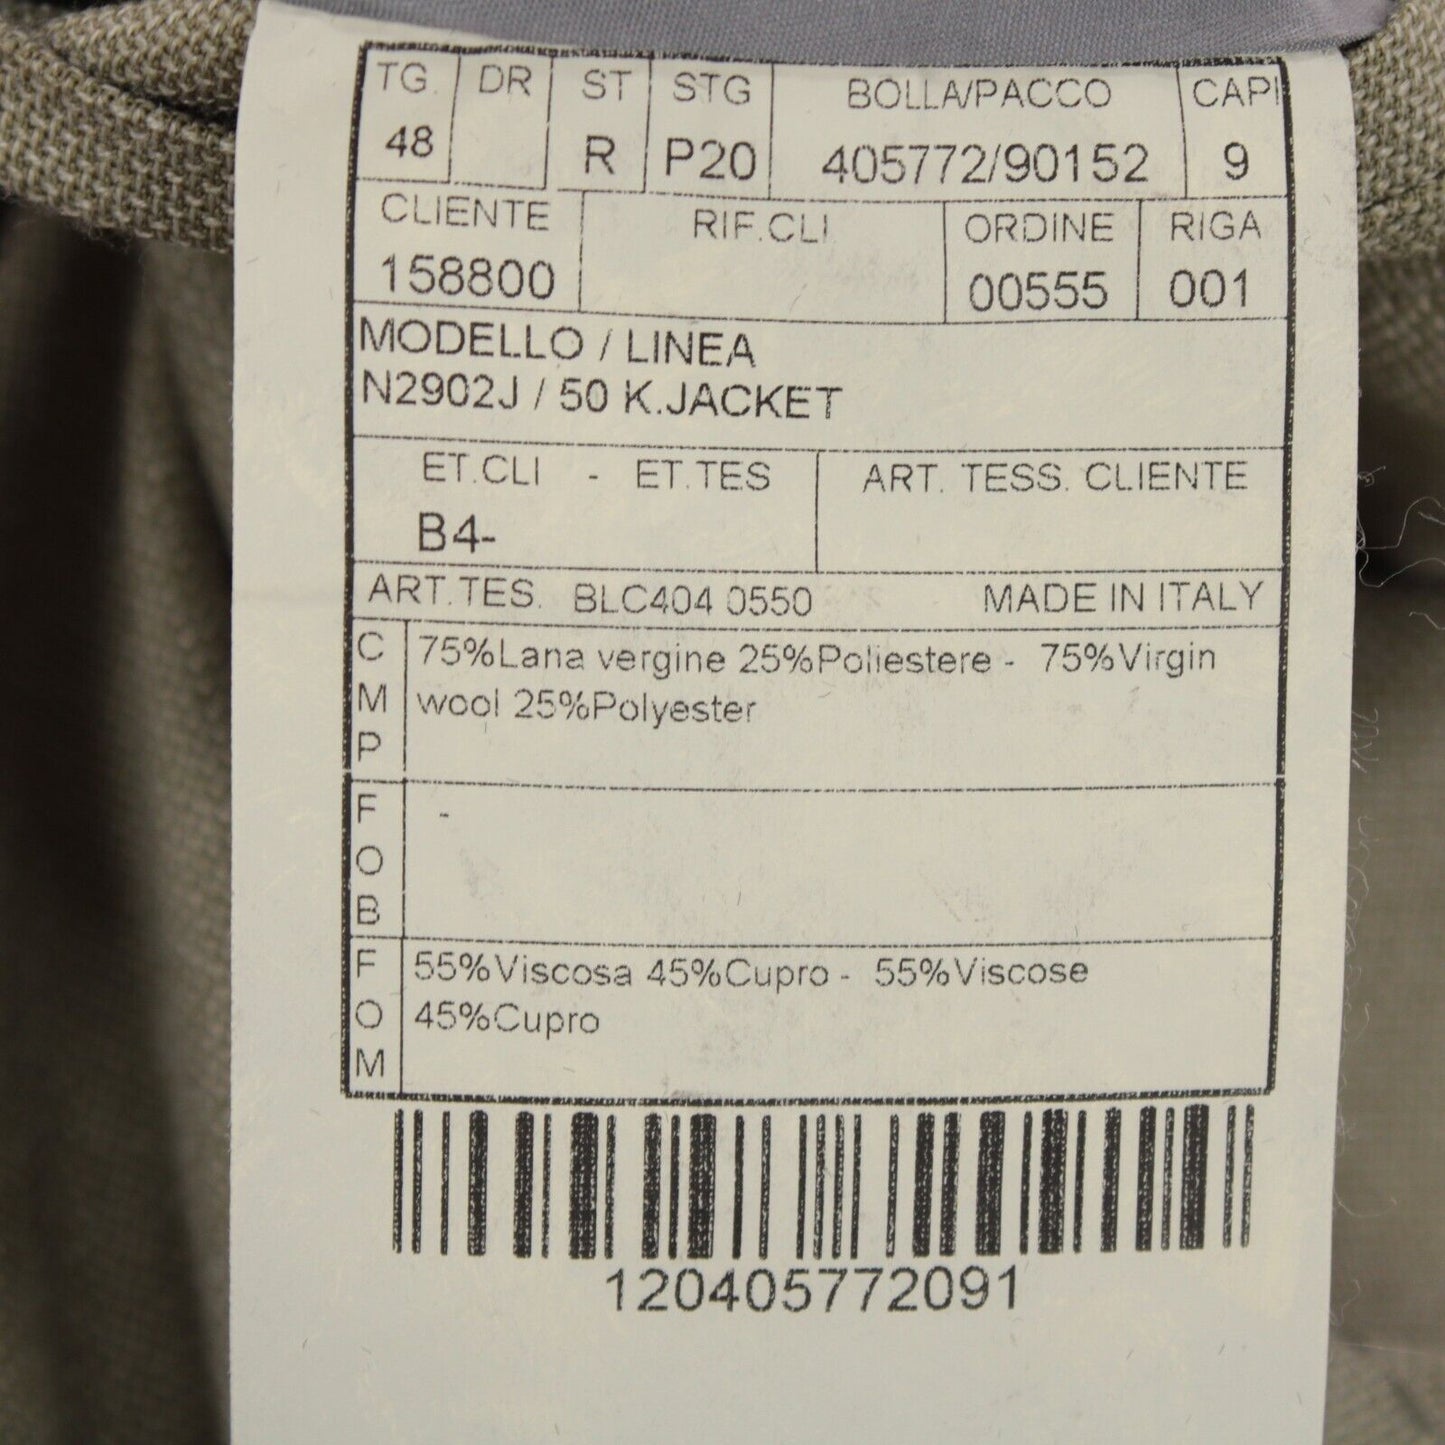 TG. DR ST STG BOLLA/PACCO CAPI
48 R P20 405772/90152 9
CLIENTE RIF.CLI ORDINE RIGA
158800 00555 001
MODELLO / LINEA
N2902J / 50 K.JACKET
ET.CLI - ET.TES ART. TESS. CLIENTE
B4-
ART.TES. BLC404 0550 MADE IN ITALY
CMP 75%Lana vergine 25%Poliestere - 75%Virgin
wool 25%Polyester
FOB -
FOM 55%Viscosa 45%Cupro - 55%Viscose
45%Cupro
120405772091